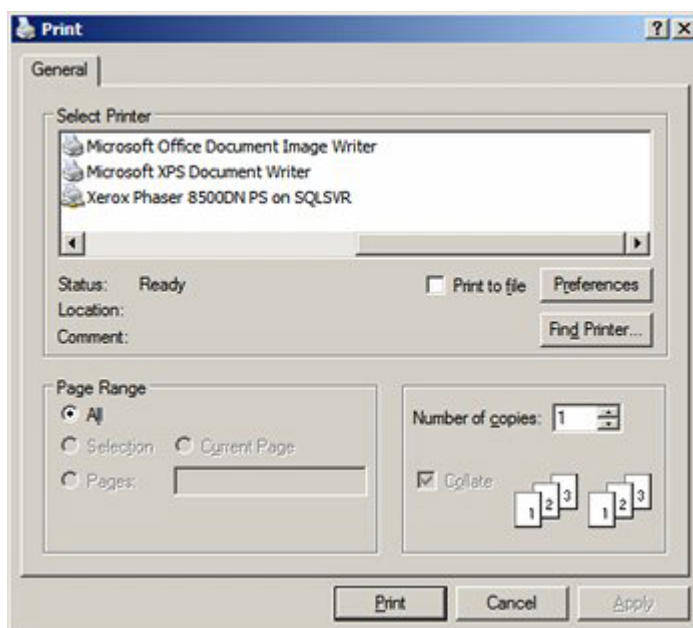 Print
General
Select Printer
Microsoft Office Document Image Writer
Microsoft XPS Document Writer
Xerox Phaser 8500DN PS on SQLSVR
Status: Ready
Print to file
Preferences
Location:
Comment:
Find Printer...
Page Range
All
Selection
Current Page
Pages:
Number of copies: 1
Collate
1 2 3 1 2 3
Print
Cancel
Apply